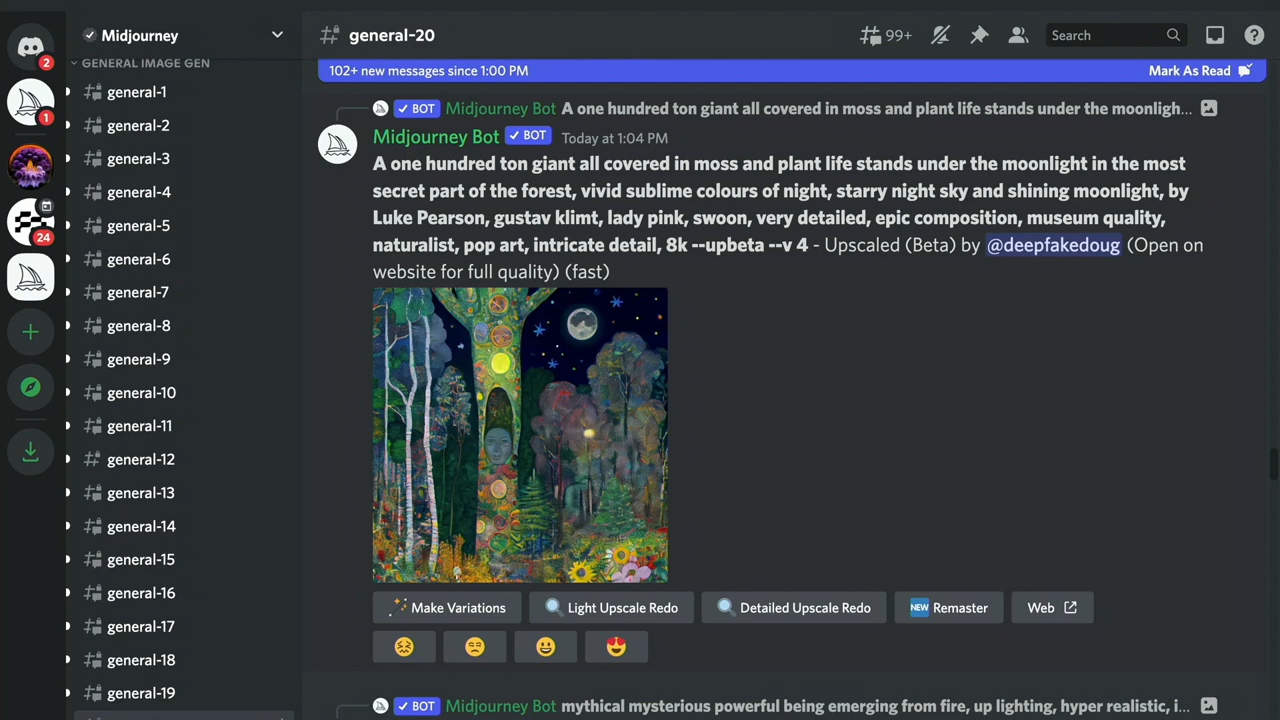 Midjourney
GENERAL IMAGE GEN
general-1
general-2
general-3
general-4
general-5
general-6
general-7
general-8
general-9
general-10
general-11
general-12
general-13
general-14
general-15
general-16
general-17
general-18
general-19
2
1
24
general-20
99+
Search
102+ new messages since 1:00 PM
Mark As Read
BOT Midjourney Bot A one hundred ton giant all covered in moss and plant life stands under the moonligh...
Midjourney Bot BOT Today at 1:04 PM
A one hundred ton giant all covered in moss and plant life stands under the moonlight in the most
secret part of the forest, vivid sublime colours of night, starry night sky and shining moonlight, by
Luke Pearson, gustav klimt, lady pink, swoon, very detailed, epic composition, museum quality,
naturalist, pop art, intricate detail, 8k --upbeta --v 4 - Upscaled (Beta) by @deepfakedoug (Open on
website for full quality) (fast)
Make Variations
Light Upscale Redo
Detailed Upscale Redo
NEW Remaster
Web
BOT Midjourney Bot mythical mysterious powerful being emerging from fire, up lighting, hyper realistic, i...